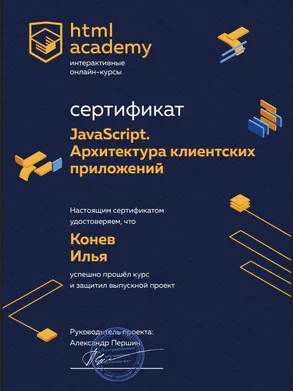 html
academy
интерактивные
онлайн-курсы
сертификат
JavaScript.
Архитектура клиентских
приложений
Настоящим сертификатом
удостоверяем, что
Конев
Илья
успешно прошёл курс
и защитил выпускной проект
Руководитель проекта:
Александр Першин